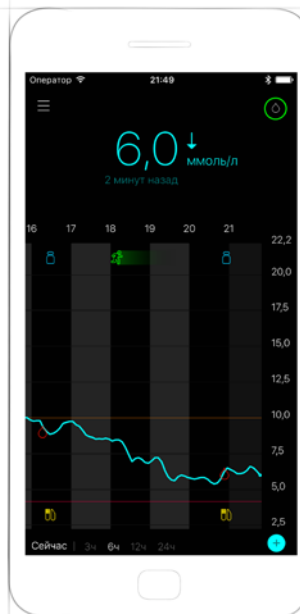 Оператор 21:49
6,0 ммоль/л
2 минут назад
16 17 18 19 20 21
22,2
20,0
17,5
15,0
12,5
10,0
7,5
5,0
2,5
Сейчас | 3ч 6ч 12ч 24ч